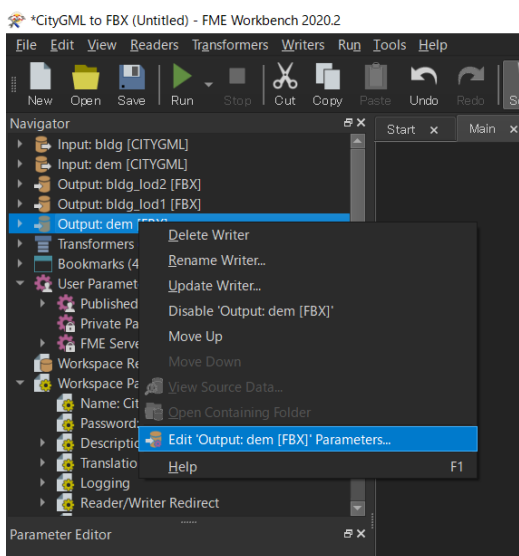 *CityGML to FBX (Untitled) - FME Workbench 2020.2
File Edit View Readers Transformers Writers Run Tools Help
New Open Save Run Stop Cut Copy Paste Undo Redo
Navigator
Start Main
Input: bldg [CITYGML]
Input: dem [CITYGML]
Output: bldg_lod2 [FBX]
Output: bldg_lod1 [FBX]
Output: dem [FBX]
Transformers
Bookmarks (4
User Paramet
Published
Private Pa
FME Serve
Workspace Re
Workspace Pa
Name: Cit
Password:
Descriptic
Translatio
Logging
Reader/Writer Redirect
Delete Writer
Rename Writer...
Update Writer...
Disable 'Output: dem [FBX]'
Move Up
Move Down
View Source Data...
Open Containing Folder
Edit 'Output: dem [FBX]' Parameters...
Help F1
Parameter Editor